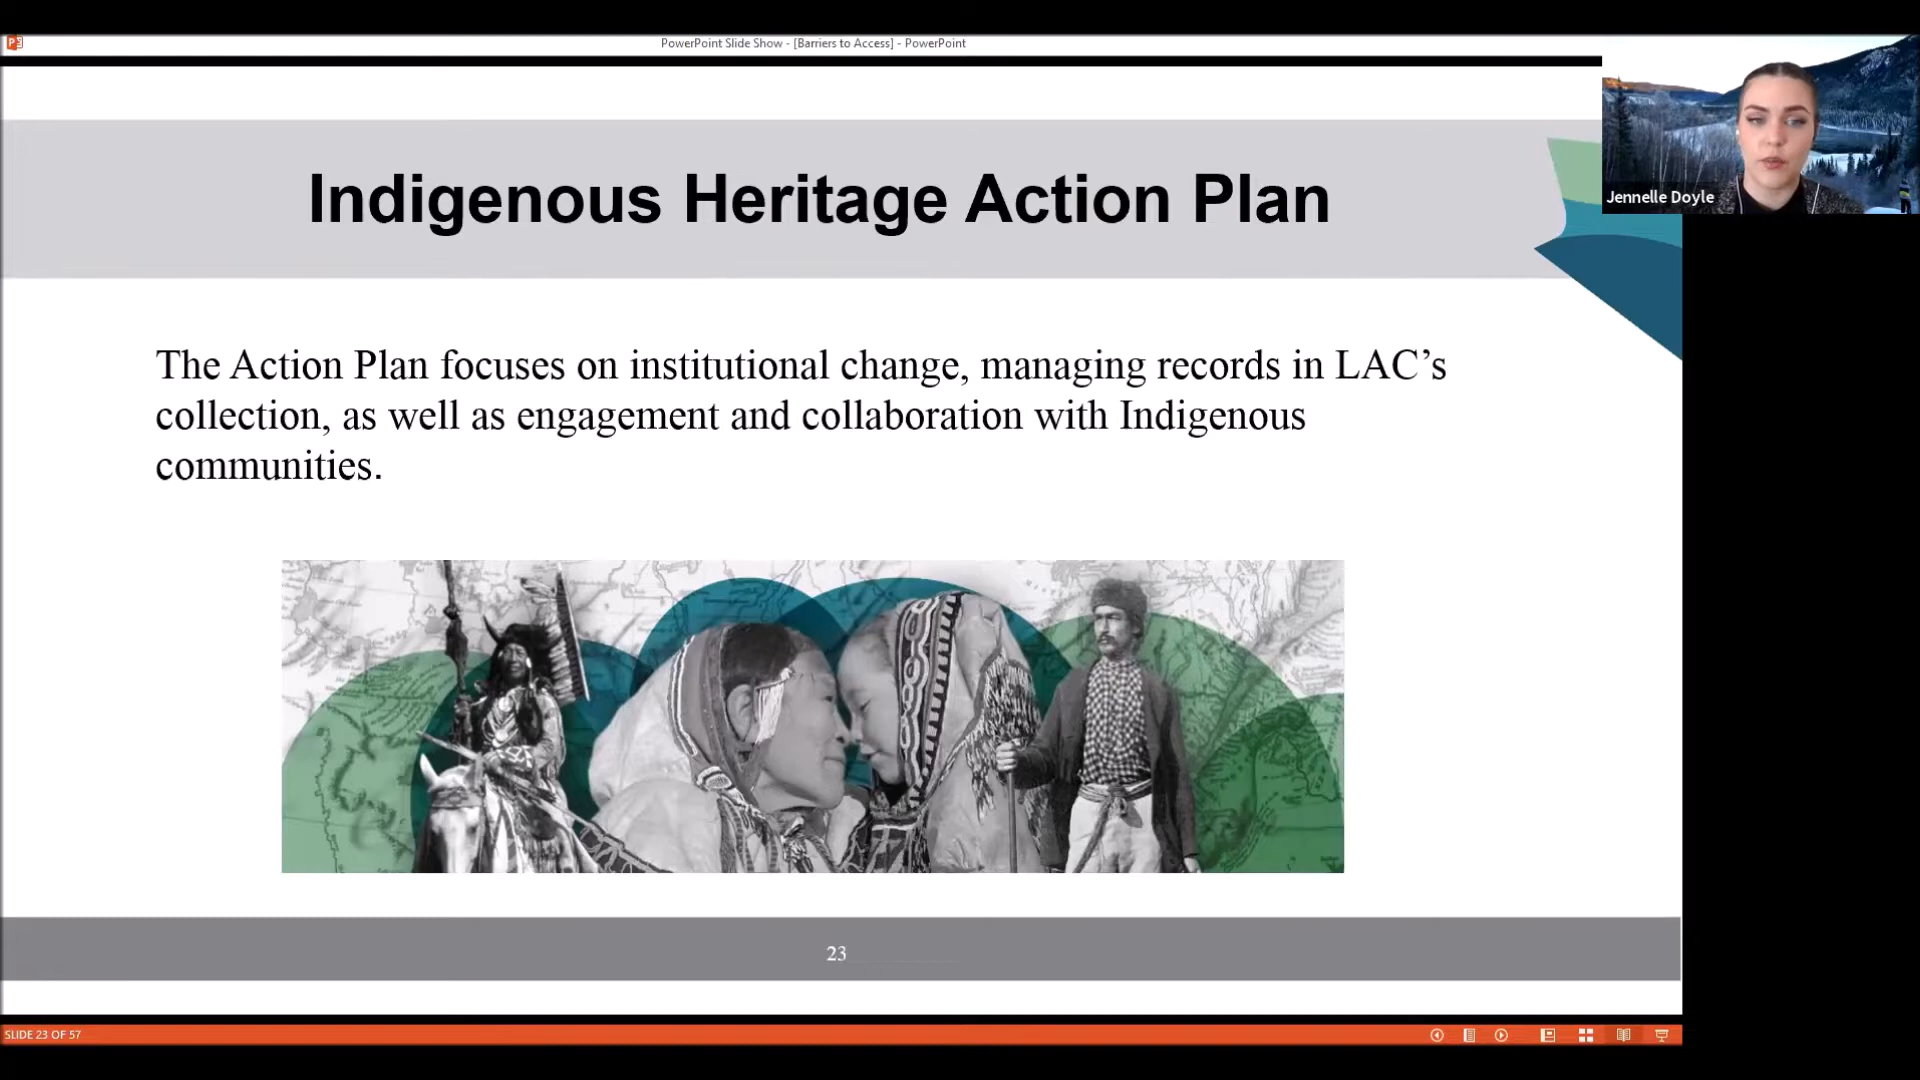 PowerPoint Slide Show - [Barriers to Access] - PowerPoint
Jennelle Doyle
Indigenous Heritage Action Plan
The Action Plan focuses on institutional change, managing records in LAC’s
collection, as well as engagement and collaboration with Indigenous
communities.
23
SLIDE 23 OF 57